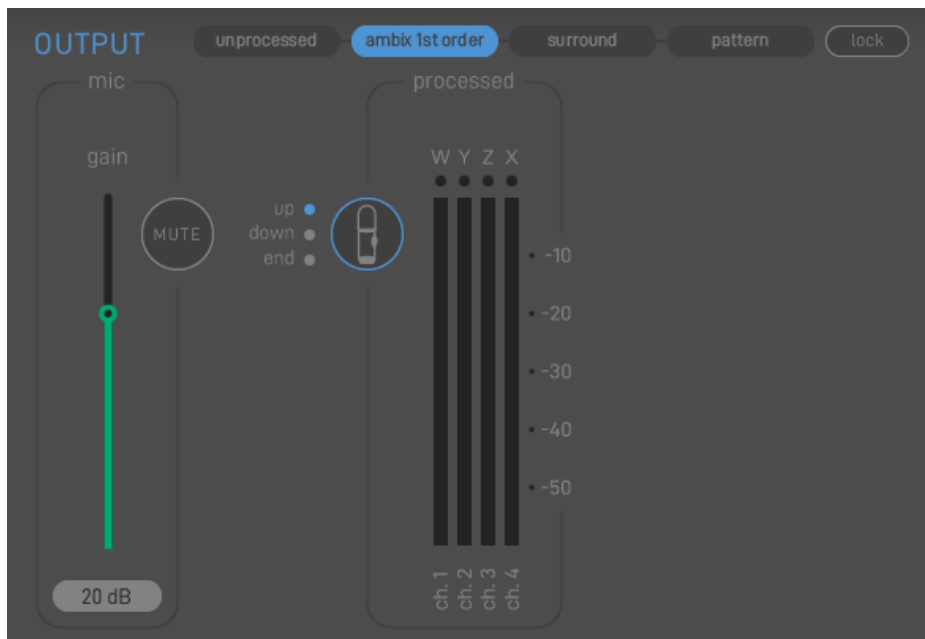 OUTPUT
unprocessed
ambix 1st order
surround
pattern
lock
mic
processed
gain
W Y Z X
MUTE
up
down
end
-10
-20
-30
-40
-50
20 dB
ch. 1
ch. 2
ch. 3
ch. 4